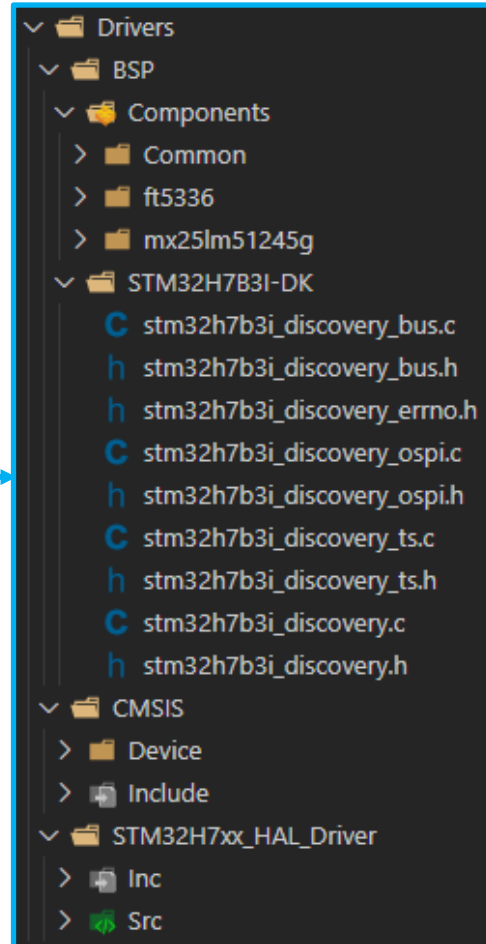 Drivers
BSP
Components
Common
ft5336
mx25lm51245g
STM32H7B3I-DK
C stm32h7b3i_discovery_bus.c
h stm32h7b3i_discovery_bus.h
h stm32h7b3i_discovery_errno.h
C stm32h7b3i_discovery_ospi.c
h stm32h7b3i_discovery_ospi.h
C stm32h7b3i_discovery_ts.c
h stm32h7b3i_discovery_ts.h
C stm32h7b3i_discovery.c
h stm32h7b3i_discovery.h
CMSIS
Device
Include
STM32H7xx_HAL_Driver
Inc
Src